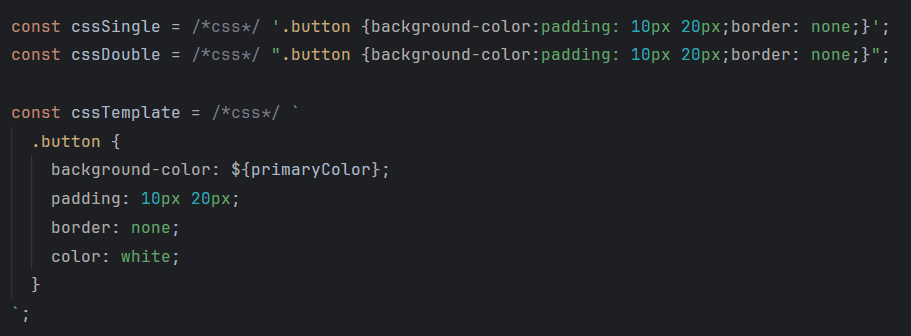 const cssSingle = /*css*/ '.button {background-color:padding: 10px 20px;border: none;}';
const cssDouble = /*css*/ ".button {background-color:padding: 10px 20px;border: none;}";
const cssTemplate = /*css*/ `
.button {
background-color: ${primaryColor};
padding: 10px 20px;
border: none;
color: white;
}
`;